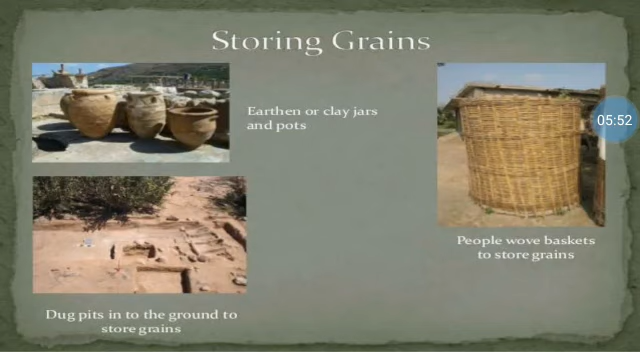 Storing Grains
Earthen or clay jars
and pots
05:52
People wove baskets
to store grains
Dug pits in to the ground to
store grains